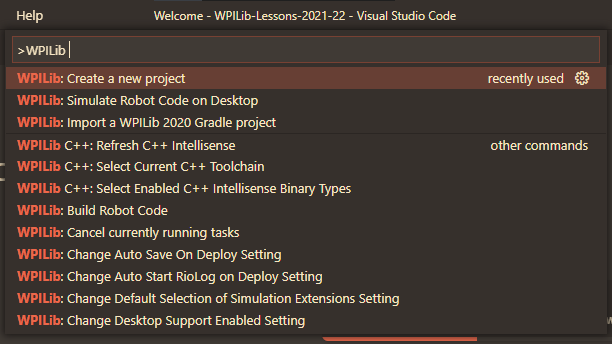 Help Welcome - WPILib-Lessons-2021-22 - Visual Studio Code
>WPILib
WPILib: Create a new project recently used
WPILib: Simulate Robot Code on Desktop
WPILib: Import a WPILib 2020 Gradle project
WPILib C++: Refresh C++ Intellisense other commands
WPILib C++: Select Current C++ Toolchain
WPILib C++: Select Enabled C++ Intellisense Binary Types
WPILib: Build Robot Code
WPILib: Cancel currently running tasks
WPILib: Change Auto Save On Deploy Setting
WPILib: Change Auto Start RioLog on Deploy Setting
WPILib: Change Default Selection of Simulation Extensions Setting
WPILib: Change Desktop Support Enabled Setting